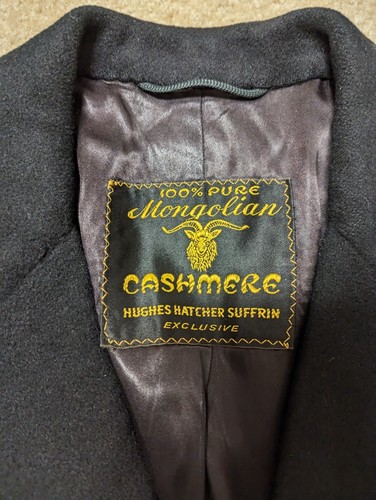 100% PURE
Mongolian
CASHMERE
HUGHES HATCHER SUFFRIN
EXCLUSIVE